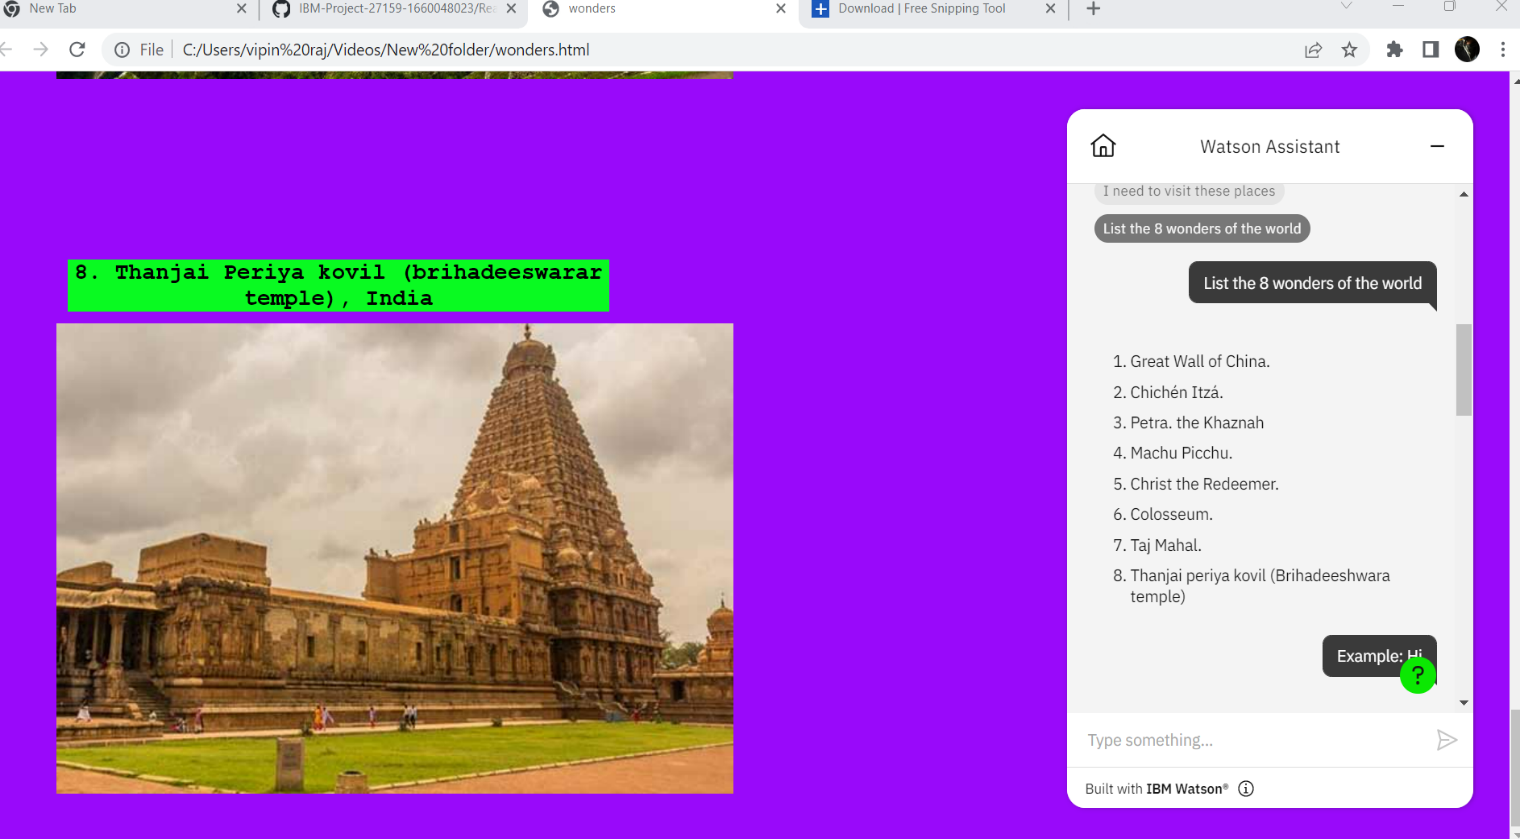 New Tab
IBM-Project-27159-1660048023/Rea
wonders
Download | Free Snipping Tool
File
C:/Users/vipin%20raj/Videos/New%20folder/wonders.html
8. Thanjai Periya kovil (brihadeeswarar
temple), India
Watson Assistant
I need to visit these places
List the 8 wonders of the world
List the 8 wonders of the world
1. Great Wall of China.
2. Chichén Itzá.
3. Petra. the Khaznah
4. Machu Picchu.
5. Christ the Redeemer.
6. Colosseum.
7. Taj Mahal.
8. Thanjai periya kovil (Brihadeeshwara
temple)
Example: Hi
?
Type something...
Built with IBM Watson®